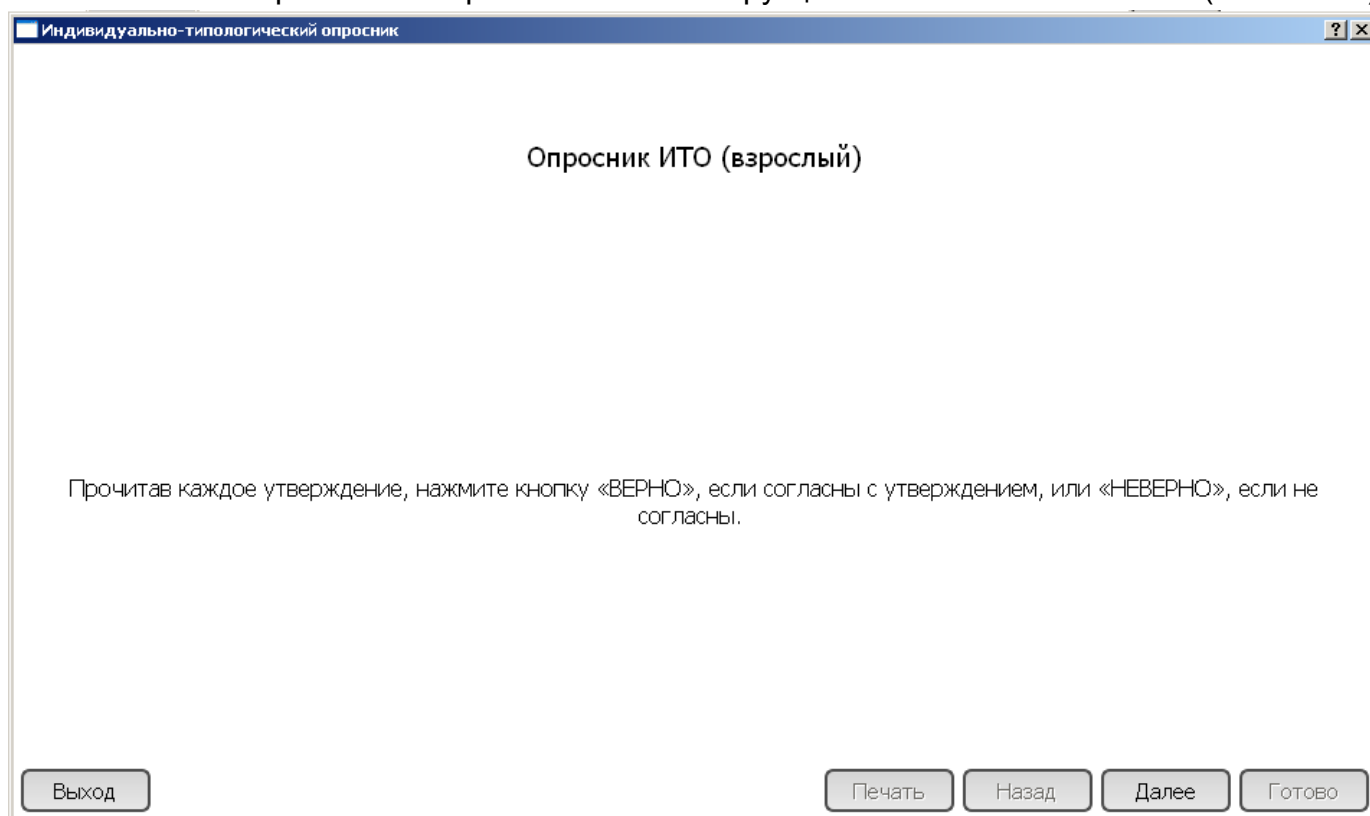 Индивидуально-типологический опросник
Опросник ИТО (взрослый)
Прочитав каждое утверждение, нажмите кнопку «ВЕРНО», если согласны с утверждением, или «НЕВЕРНО», если не
согласны.
Выход
Печать
Назад
Далее
Готово